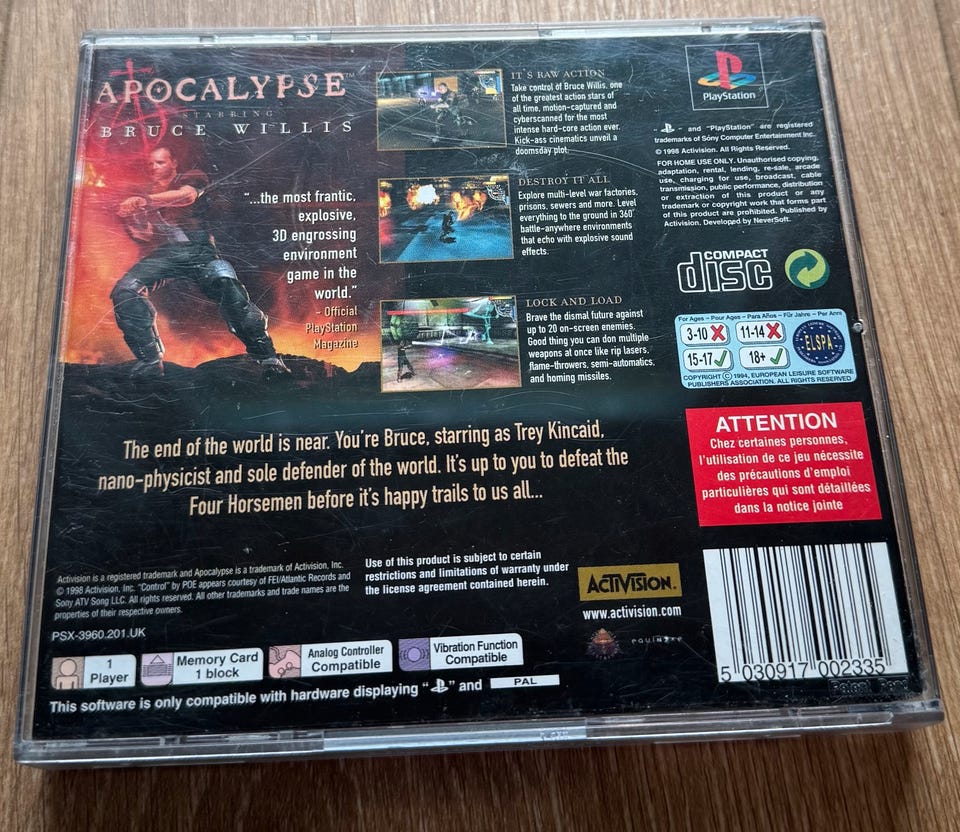 APOCALYPSE™
STARRING
BRUCE WILLIS
"...the most frantic,
explosive,
3D engrossing
environment
game in the
world."
- Official
PlayStation
Magazine
IT'S RAW ACTION
Take control of Bruce Willis, one
of the greatest action stars of
all time, motion-captured and
cyberscanned for the most
intense hard-core action ever.
Kick-ass cinematics unveil a
doomsday plot.
DESTROY IT ALL
Explore multi-level war factories,
prisons, sewers and more. Level
everything to the ground in 360°
battle-anywhere environments
that echo with explosive sound
effects.
LOCK AND LOAD
Brave the dismal future against
up to 20 on-screen enemies.
Good thing you can don multiple
weapons at once like rip lasers,
flame-throwers, semi-automatics,
and homing missiles.
PlayStation
" " and "PlayStation" are registered
trademarks of Sony Computer Entertainment Inc.
© 1998 Activision. All Rights Reserved.
FOR HOME USE ONLY. Unauthorised copying,
adaptation, rental, lending, re-sale, arcade
use, charging for use, broadcast, cable
transmission, public performance, distribution
or extraction of this product or any
trademark or copyright work that forms part
of this product are prohibited. Published by
Activision. Developed by NeverSoft.
COMPACT
disc
For Ages - Pour Ages - Para Años - Für Jahre - Per Anni
3-10 11-14
15-17 18+
ELSPA
COPYRIGHT © 1994, EUROPEAN LEISURE SOFTWARE
PUBLISHERS ASSOCIATION. ALL RIGHTS RESERVED
ATTENTION
Chez certaines personnes,
l'utilisation de ce jeu nécessite
des précautions d'emploi
particulières qui sont détaillées
dans la notice jointe
The end of the world is near. You're Bruce, starring as Trey Kincaid,
nano-physicist and sole defender of the world. It's up to you to defeat the
Four Horsemen before it's happy trails to us all...
Activision is a registered trademark and Apocalypse is a trademark of Activision, Inc.
© 1998 Activision, Inc. "Control" by POE appears courtesy of FEI/Atlantic Records and
Sony ATV Song LLC. All rights reserved. All other trademarks and trade names are the
properties of their respective owners.
PSX-3960.201.UK
Use of this product is subject to certain
restrictions and limitations of warranty under
the license agreement contained herein.
ACTIVISION.
www.activision.com
1
Player
Memory Card
1 block
Analog Controller
Compatible
Vibration Function
Compatible
This software is only compatible with hardware displaying " " and PAL
5 030917 002335